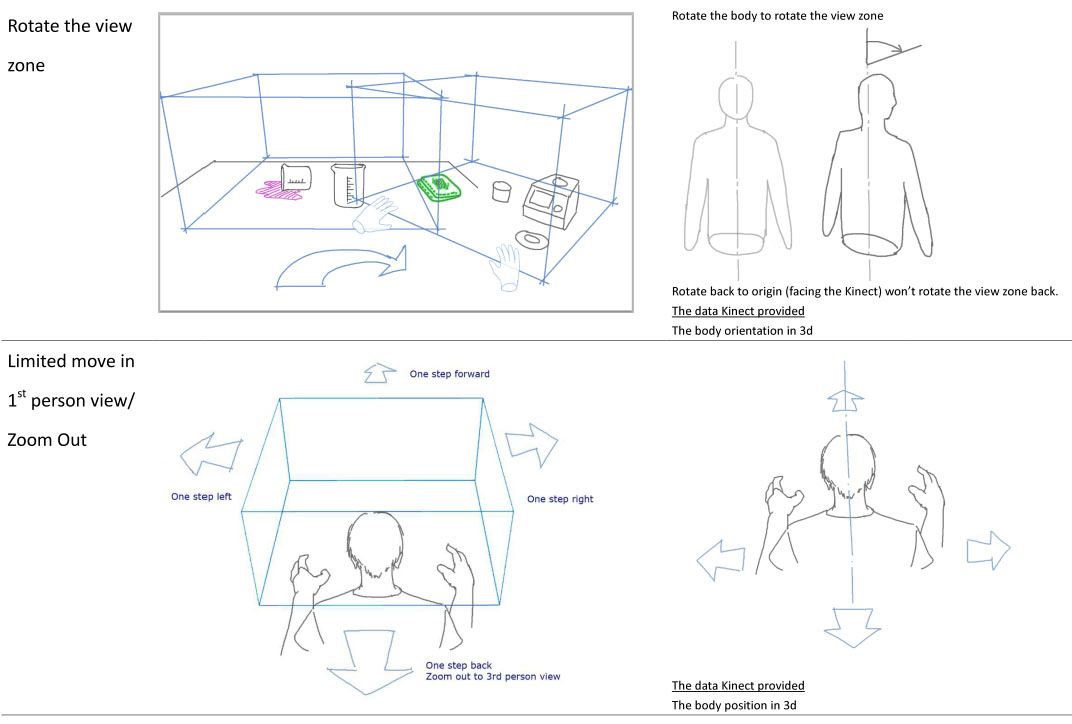 Rotate the view
zone
Rotate the body to rotate the view zone
Rotate back to origin (facing the Kinect) won't rotate the view zone back.
The data Kinect provided
The body orientation in 3d
Limited move in
1st person view/
Zoom Out
One step forward
One step left
One step right
One step back
Zoom out to 3rd person view
The data Kinect provided
The body position in 3d